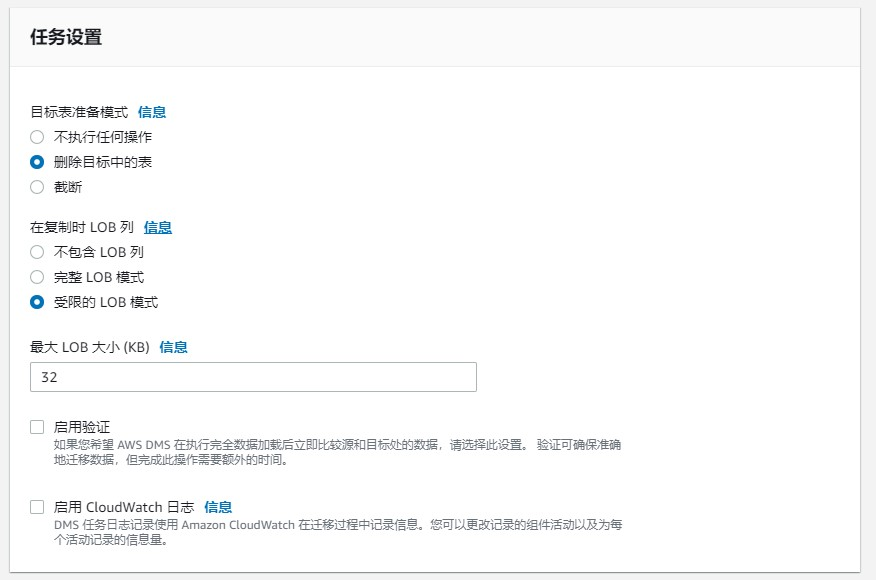 任务设置
目标表准备模式 信息
不执行任何操作
删除目标中的表
截断
在复制时 LOB 列 信息
不包含 LOB 列
完整 LOB 模式
受限的 LOB 模式
最大 LOB 大小 (KB) 信息
32
启用验证
如果您希望 AWS DMS 在执行完全数据加载后立即比较源和目标处的数据，请选择此设置。 验证可确保准确
地迁移数据，但完成此操作需要额外的时间。
启用 CloudWatch 日志 信息
DMS 任务日志记录使用 Amazon CloudWatch 在迁移过程中记录信息。您可以更改记录的组件活动以及为每
个活动记录的信息量。